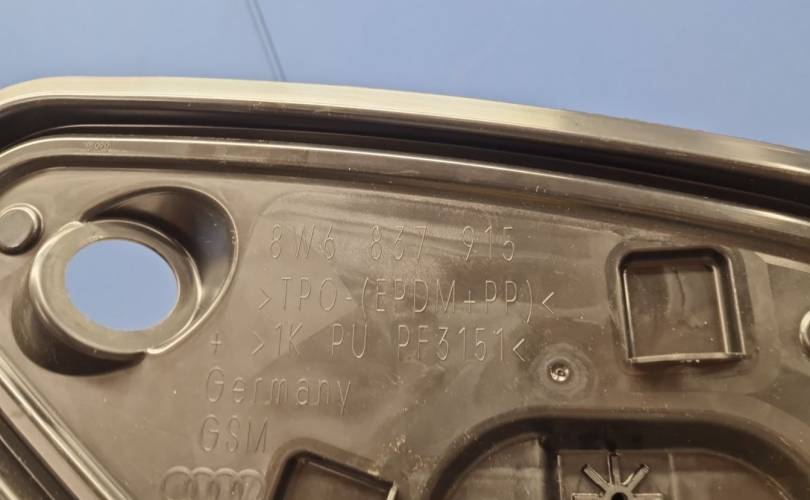 8W6 837 915
>TPO-(EPDM+PP)<
+ >1K PU PF3151<
Germany
GSM